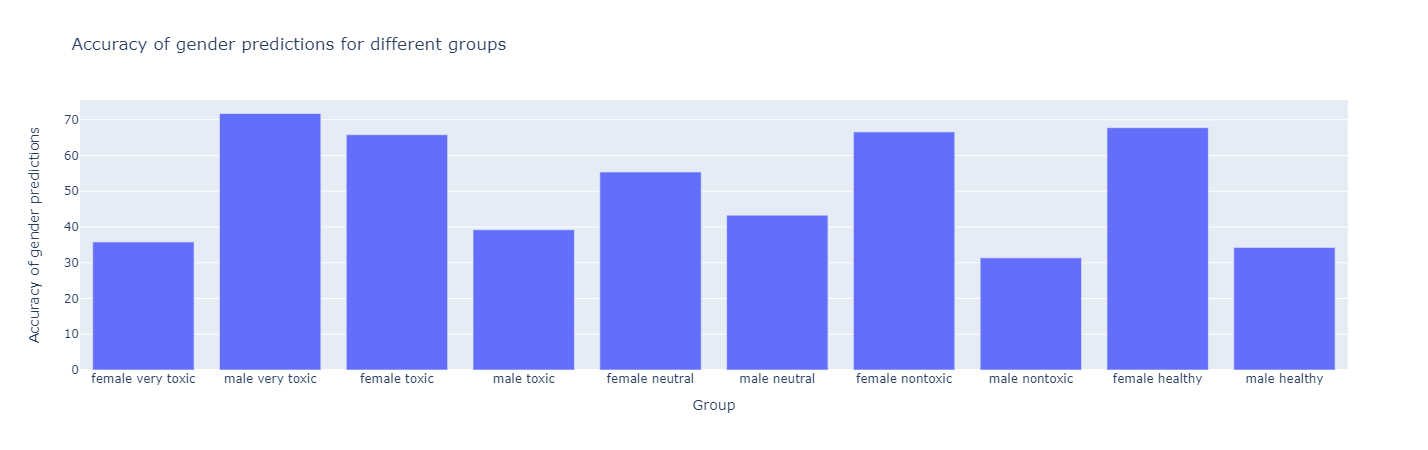 Accuracy of gender predictions for different groups
Accuracy of gender predictions
70
60
50
40
30
20
10
0
female very toxic male very toxic female toxic male toxic female neutral male neutral female nontoxic male nontoxic female healthy male healthy
Group